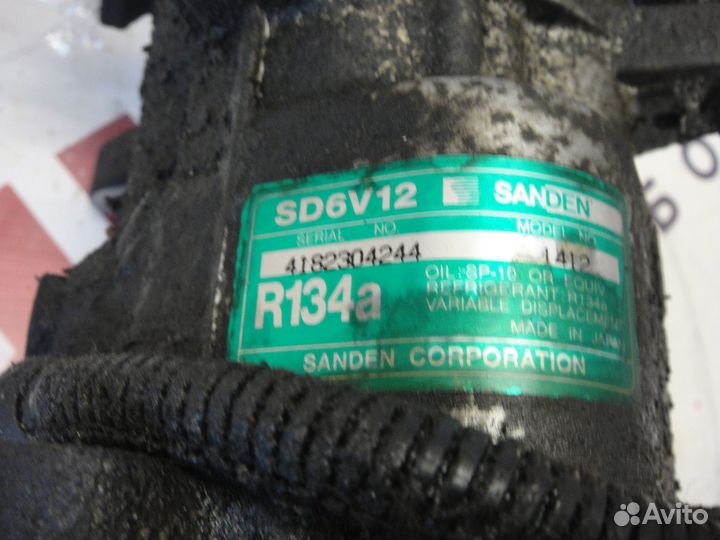 SD6V12 SANDEN
SERIAL NO. MODEL No.
4182304244 1412
R134a
OIL: SP-10 OR EQUIV.
REFRIGERANT: R134a
VARIABLE DISPLACEMENT
MADE IN JAPAN
SANDEN CORPORATION
Avito